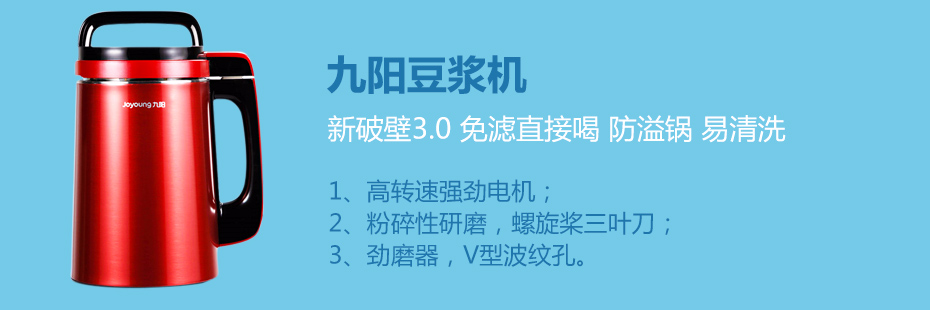 Joyoung九阳
九阳豆浆机
新破壁3.0 免滤直接喝 防溢锅 易清洗
1、高转速强劲电机；
2、粉碎性研磨，螺旋桨三叶刀；
3、劲磨器，V型波纹孔。